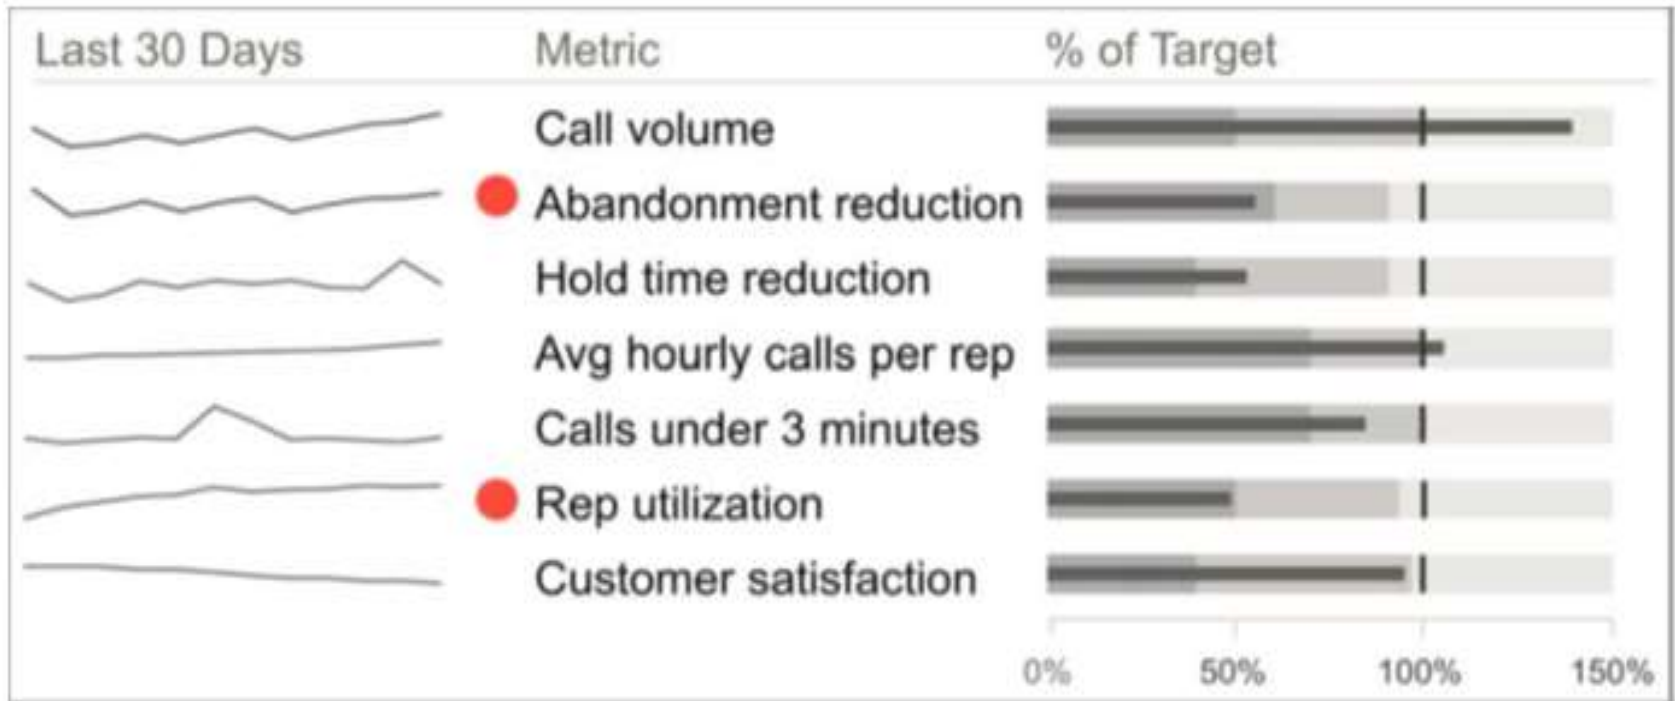 Last 30 Days Metric % of Target
Call volume
Abandonment reduction
Hold time reduction
Avg hourly calls per rep
Calls under 3 minutes
Rep utilization
Customer satisfaction
0% 50% 100% 150%